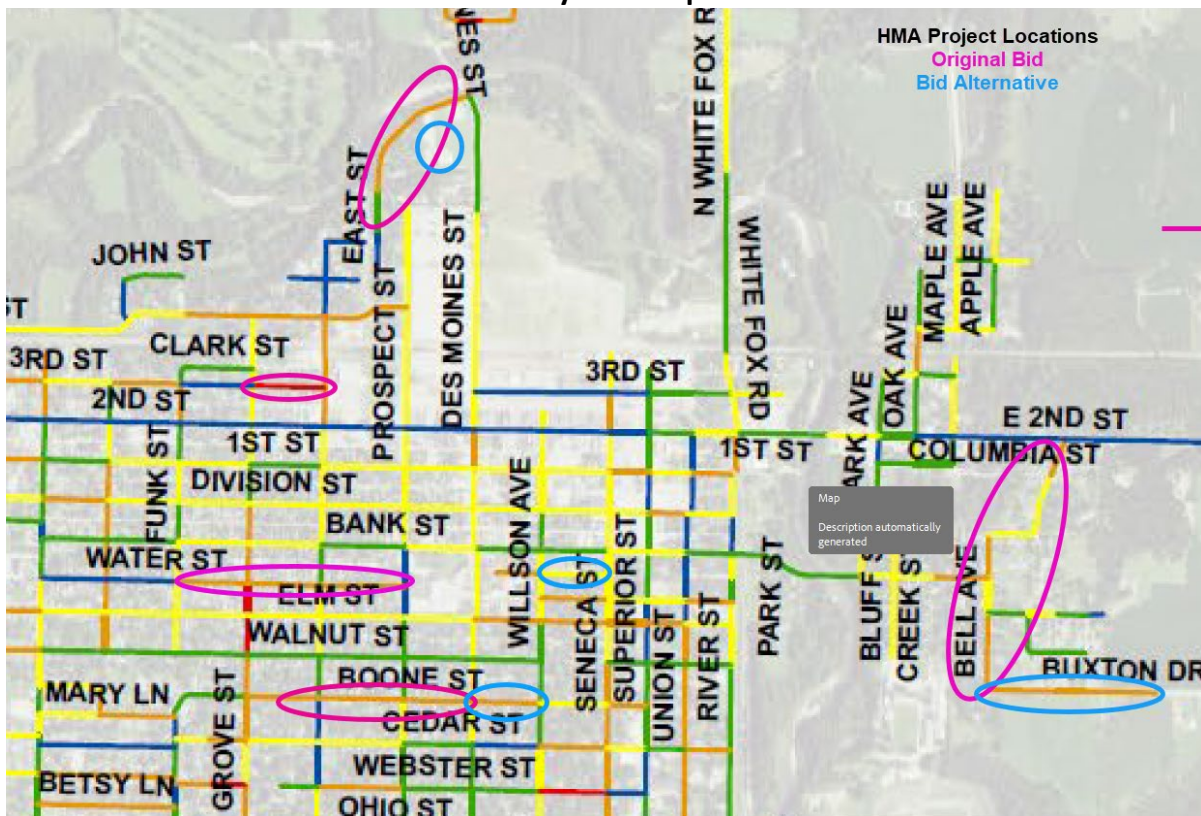 HMA Project Locations
Original Bid
Bid Alternative
NES ST
N WHITE FOX R
EAST ST
JOHN ST
PROSPECT ST
DES MOINES ST
WHITE FOX RD
MAPLE AVE
APPLE AVE
OAK AVE
ST
3RD ST
CLARK ST
3RD ST
2ND ST
E 2ND ST
1ST ST
1ST ST
COLUMBIA ST
ARK AVE
DIVISION ST
FUNK ST
BANK ST
WILLSON AVE
Map
Description automatically
generated
WATER ST
ELM ST
SENECA ST
SUPERIOR ST
PARK ST
BLUFF S
CREEK ST
BELL AVE
WALNUT ST
UNION ST
RIVER ST
BOONE ST
BUXTON DR
MARY LN
GROVE ST
CEDAR ST
WEBSTER ST
BETSY LN
OHIO ST